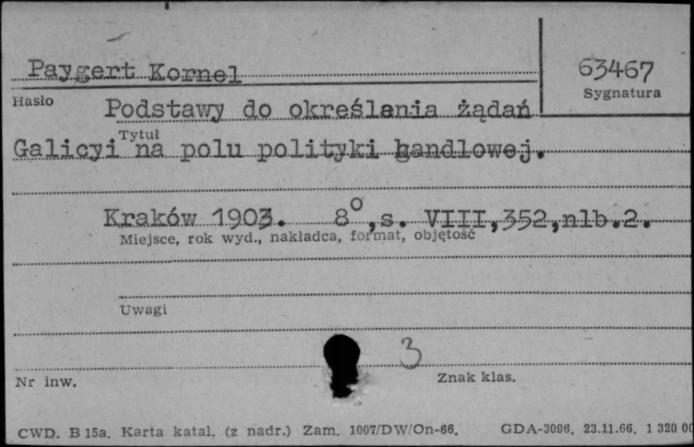 Paygert Kornel
63467
Hasło
Sygnatura
Podstawy do określania żądań
Tytuł
Galicyi na polu polityki handlowej.
Kraków 1903. 8°,s. VIII,352,nlb.2.
Miejsce, rok wyd., nakładca, format, objętość
Uwagi
3
Nr inw.
Znak klas.
CWD. B 15a. Karta katal. (z nadr.) Zam. 1007/DW/On-66. GDA-3096. 23.11.66. 1 320 00